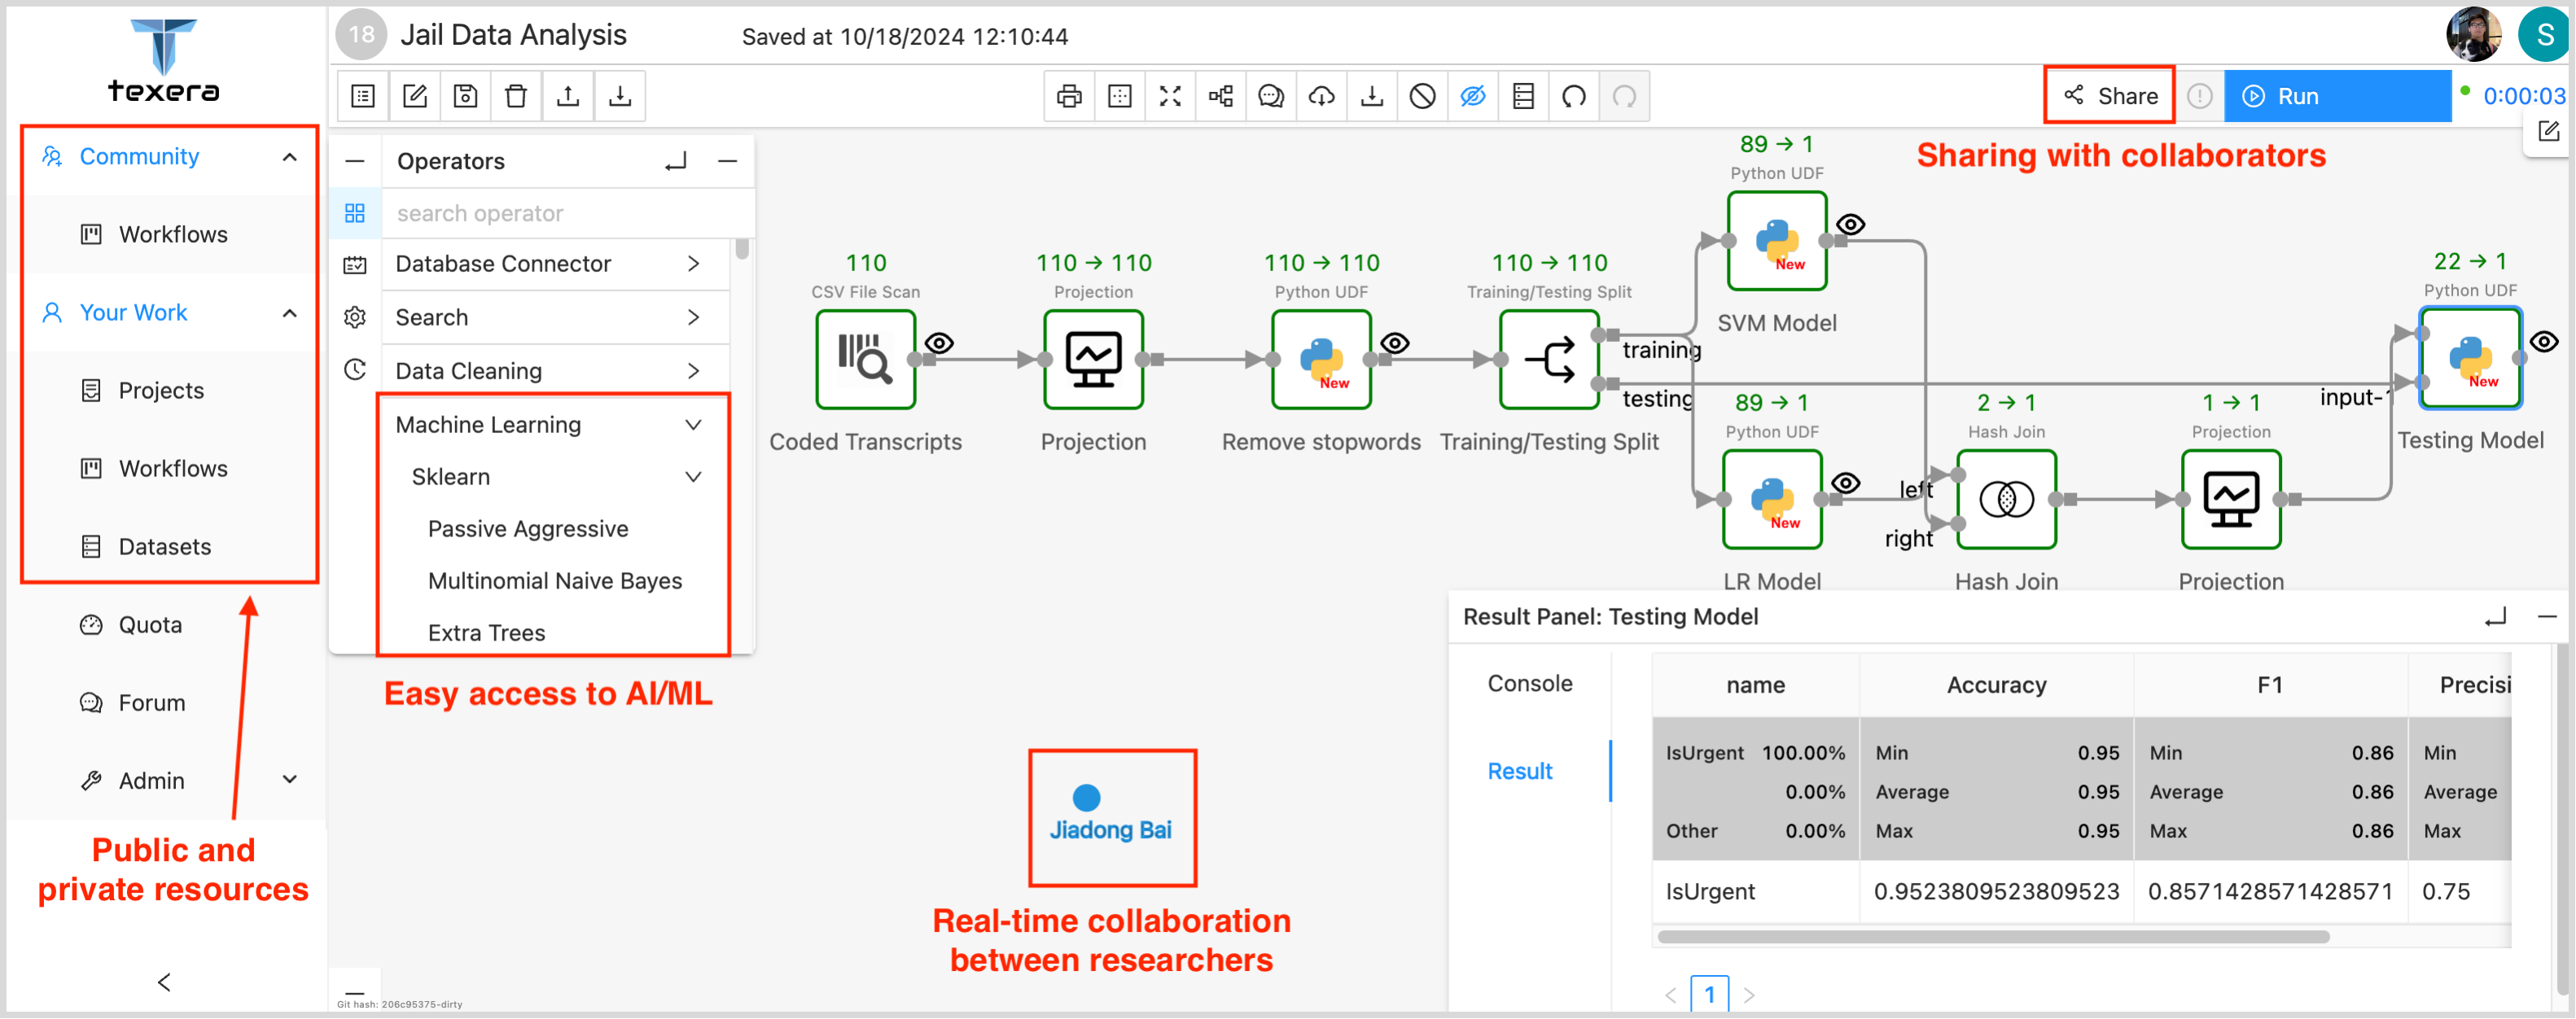 texera
Community
Workflows
Your Work
Projects
Workflows
Datasets
Quota
Forum
Admin
Public and
private resources
18
Jail Data Analysis
Saved at 10/18/2024 12:10:44
S
Share
Run
0:00:03
Sharing with collaborators
Operators
search operator
Database Connector
Search
Data Cleaning
Machine Learning
Sklearn
Passive Aggressive
Multinomial Naive Bayes
Extra Trees
Easy access to AI/ML
110
CSV File Scan
Coded Transcripts
110 → 110
Projection
Projection
110 → 110
Python UDF
New
Remove stopwords
110 → 110
Training/Testing Split
training
testing
Training/Testing Split
89 → 1
Python UDF
New
SVM Model
89 → 1
Python UDF
New
LR Model
left
right
2 → 1
Hash Join
Hash Join
1 → 1
Projection
Projection
22 → 1
Python UDF
input-1
New
Testing Model
Jiadong Bai
Real-time collaboration
between researchers
Result Panel: Testing Model
Console
Result
name Accuracy F1 Precisi
IsUrgent 100.00% Min 0.95 Min 0.86 Min
0.00% Average 0.95 Average 0.86 Average
Other 0.00% Max 0.95 Max 0.86 Max
IsUrgent 0.9523809523809523 0.8571428571428571 0.75
1
Git hash: 206c95375-dirty